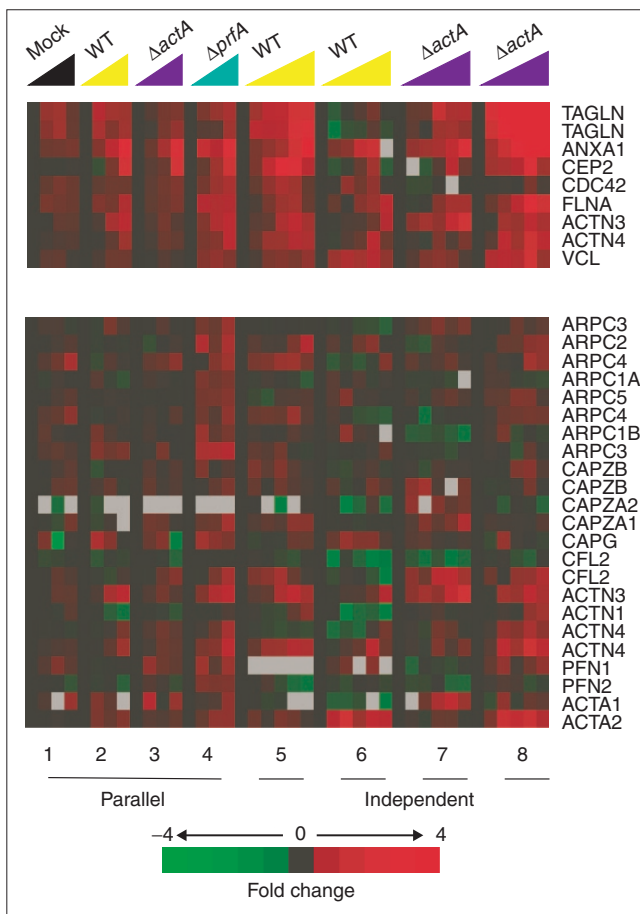 Mock WT ΔactA ΔprfA WT WT ΔactA ΔactA
TAGLN
TAGLN
ANXA1
CEP2
CDC42
FLNA
ACTN3
ACTN4
VCL
ARPC3
ARPC2
ARPC4
ARPC1A
ARPC5
ARPC4
ARPC1B
ARPC3
CAPZB
CAPZB
CAPZA2
CAPZA1
CAPG
CFL2
CFL2
ACTN3
ACTN1
ACTN4
ACTN4
PFN1
PFN2
ACTA1
ACTA2
1 2 3 4 5 6 7 8
Parallel Independent
−4 0 4
Fold change